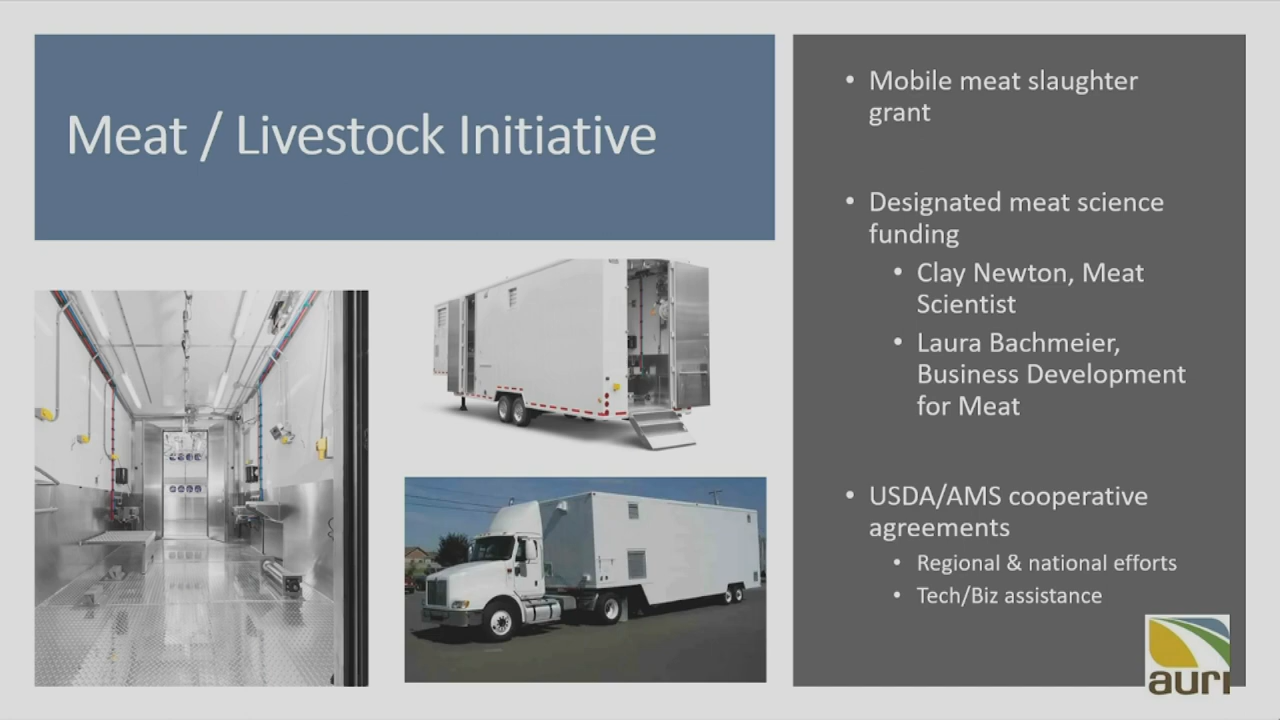 Meat / Livestock Initiative
• Mobile meat slaughter
grant
• Designated meat science
funding
• Clay Newton, Meat
Scientist
• Laura Bachmeier,
Business Development
for Meat
• USDA/AMS cooperative
agreements
• Regional & national efforts
• Tech/Biz assistance
auri